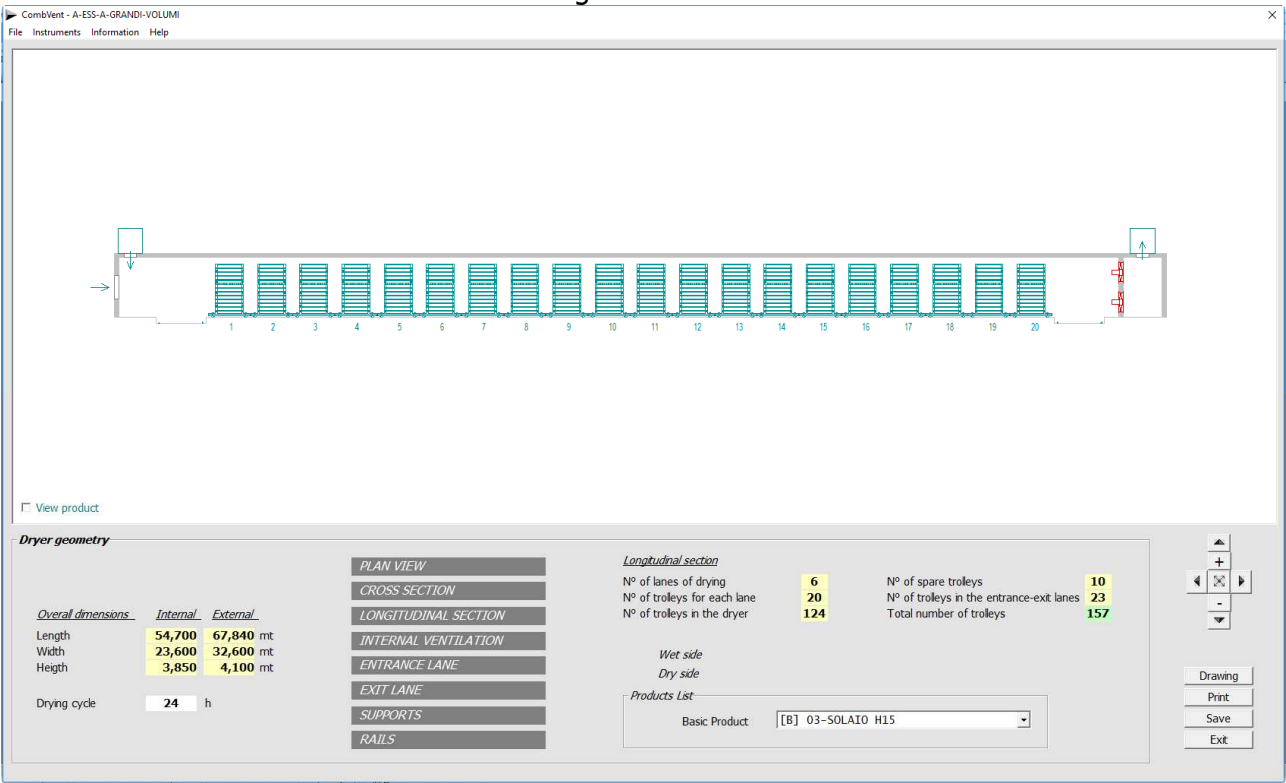 CombVent - A-ESS-A-GRANDI-VOLUMI
File Instruments Information Help
1 2 3 4 5 6 7 8 9 10 11 12 13 14 15 16 17 18 19 20
View product
Dryer geometry
Overall dimensions Internal External
Length 54,700 67,840 mt
Width 23,600 32,600 mt
Heigth 3,850 4,100 mt
Drying cycle 24 h
PLAN VIEW
CROSS SECTION
LONGITUDINAL SECTION
INTERNAL VENTILATION
ENTRANCE LANE
EXIT LANE
SUPPORTS
RAILS
Longitudinal section
Nº of lanes of drying 6
Nº of trolleys for each lane 20
Nº of trolleys in the dryer 124
Nº of spare trolleys 10
Nº of trolleys in the entrance-exit lanes 23
Total number of trolleys 157
Wet side
Dry side
Products List
Basic Product [B] 03-SOLAIO H15
+
-
Drawing
Print
Save
Exit